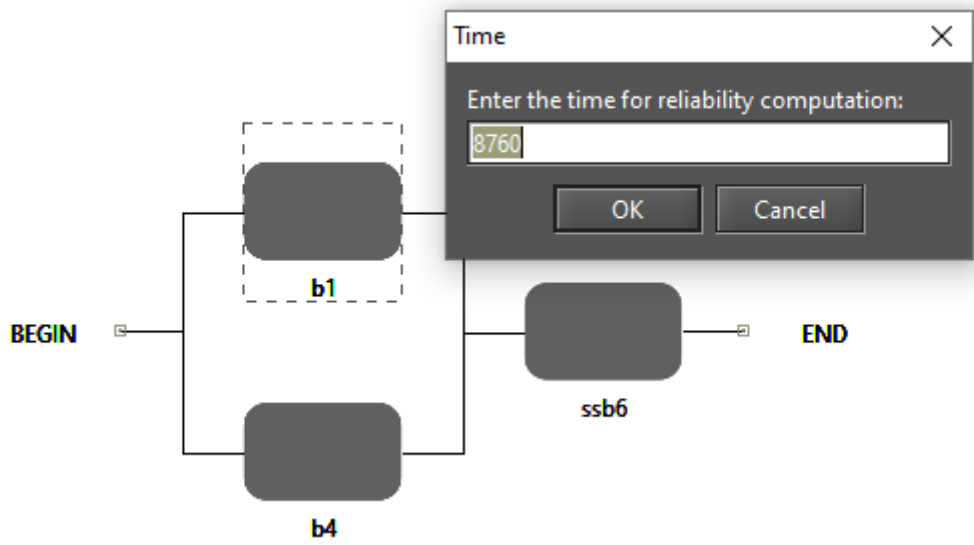 Time
Enter the time for reliability computation:
8760
OK Cancel
b1
BEGIN
END
ssb6
b4